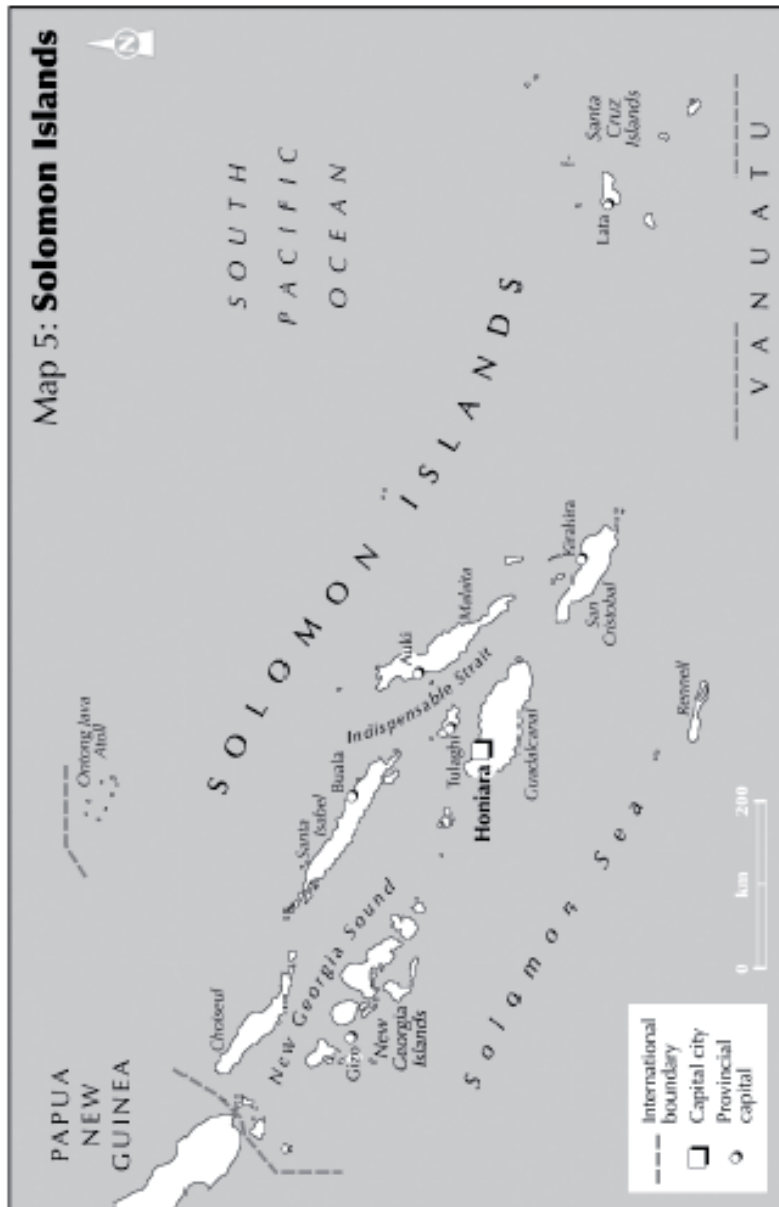 Map 5: Solomon Islands
N
PAPUA
NEW
GUINEA
Ontong Java
Atoll
SOUTH
PACIFIC
OCEAN
SOLOMON ISLANDS
Choiseul
New Georgia Sound
Gizo
New
Georgia
Islands
Santa
Isabel
Buala
Indispensable Strait
Auki
Malaita
Tulaghi
Honiara
Guadalcanal
Kirahira
San
Cristobal
Rennell
Solomon Sea
Lata
Santa
Cruz
Islands
VANUATU
International
boundary
Capital city
Provincial
capital
0 km 200